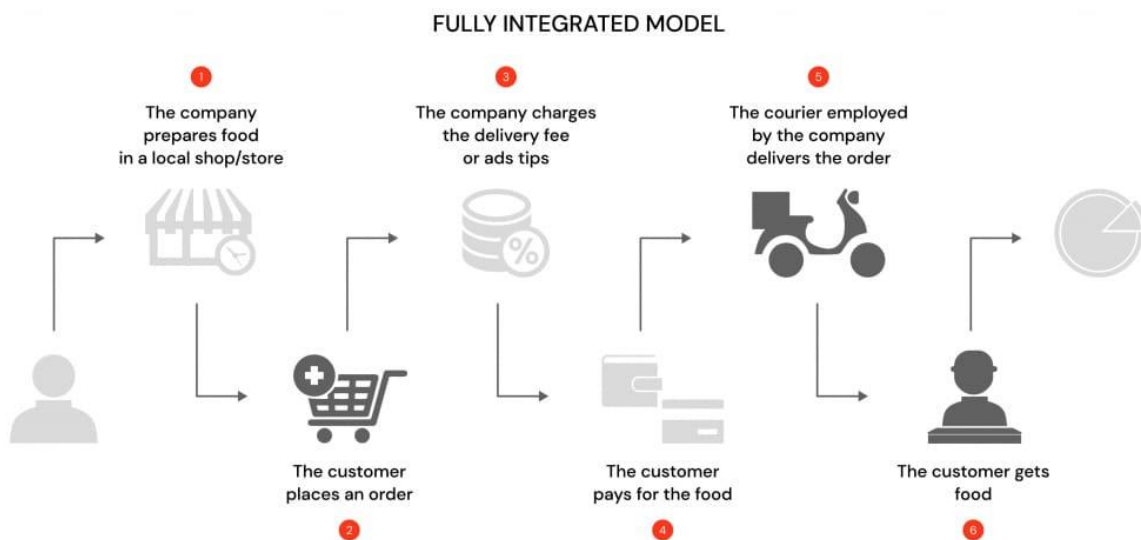 FULLY INTEGRATED MODEL
1
The company
prepares food
in a local shop/store
3
The company charges
the delivery fee
or ads tips
5
The courier employed
by the company
delivers the order
%
The customer
places an order
2
The customer
pays for the food
4
The customer gets
food
6